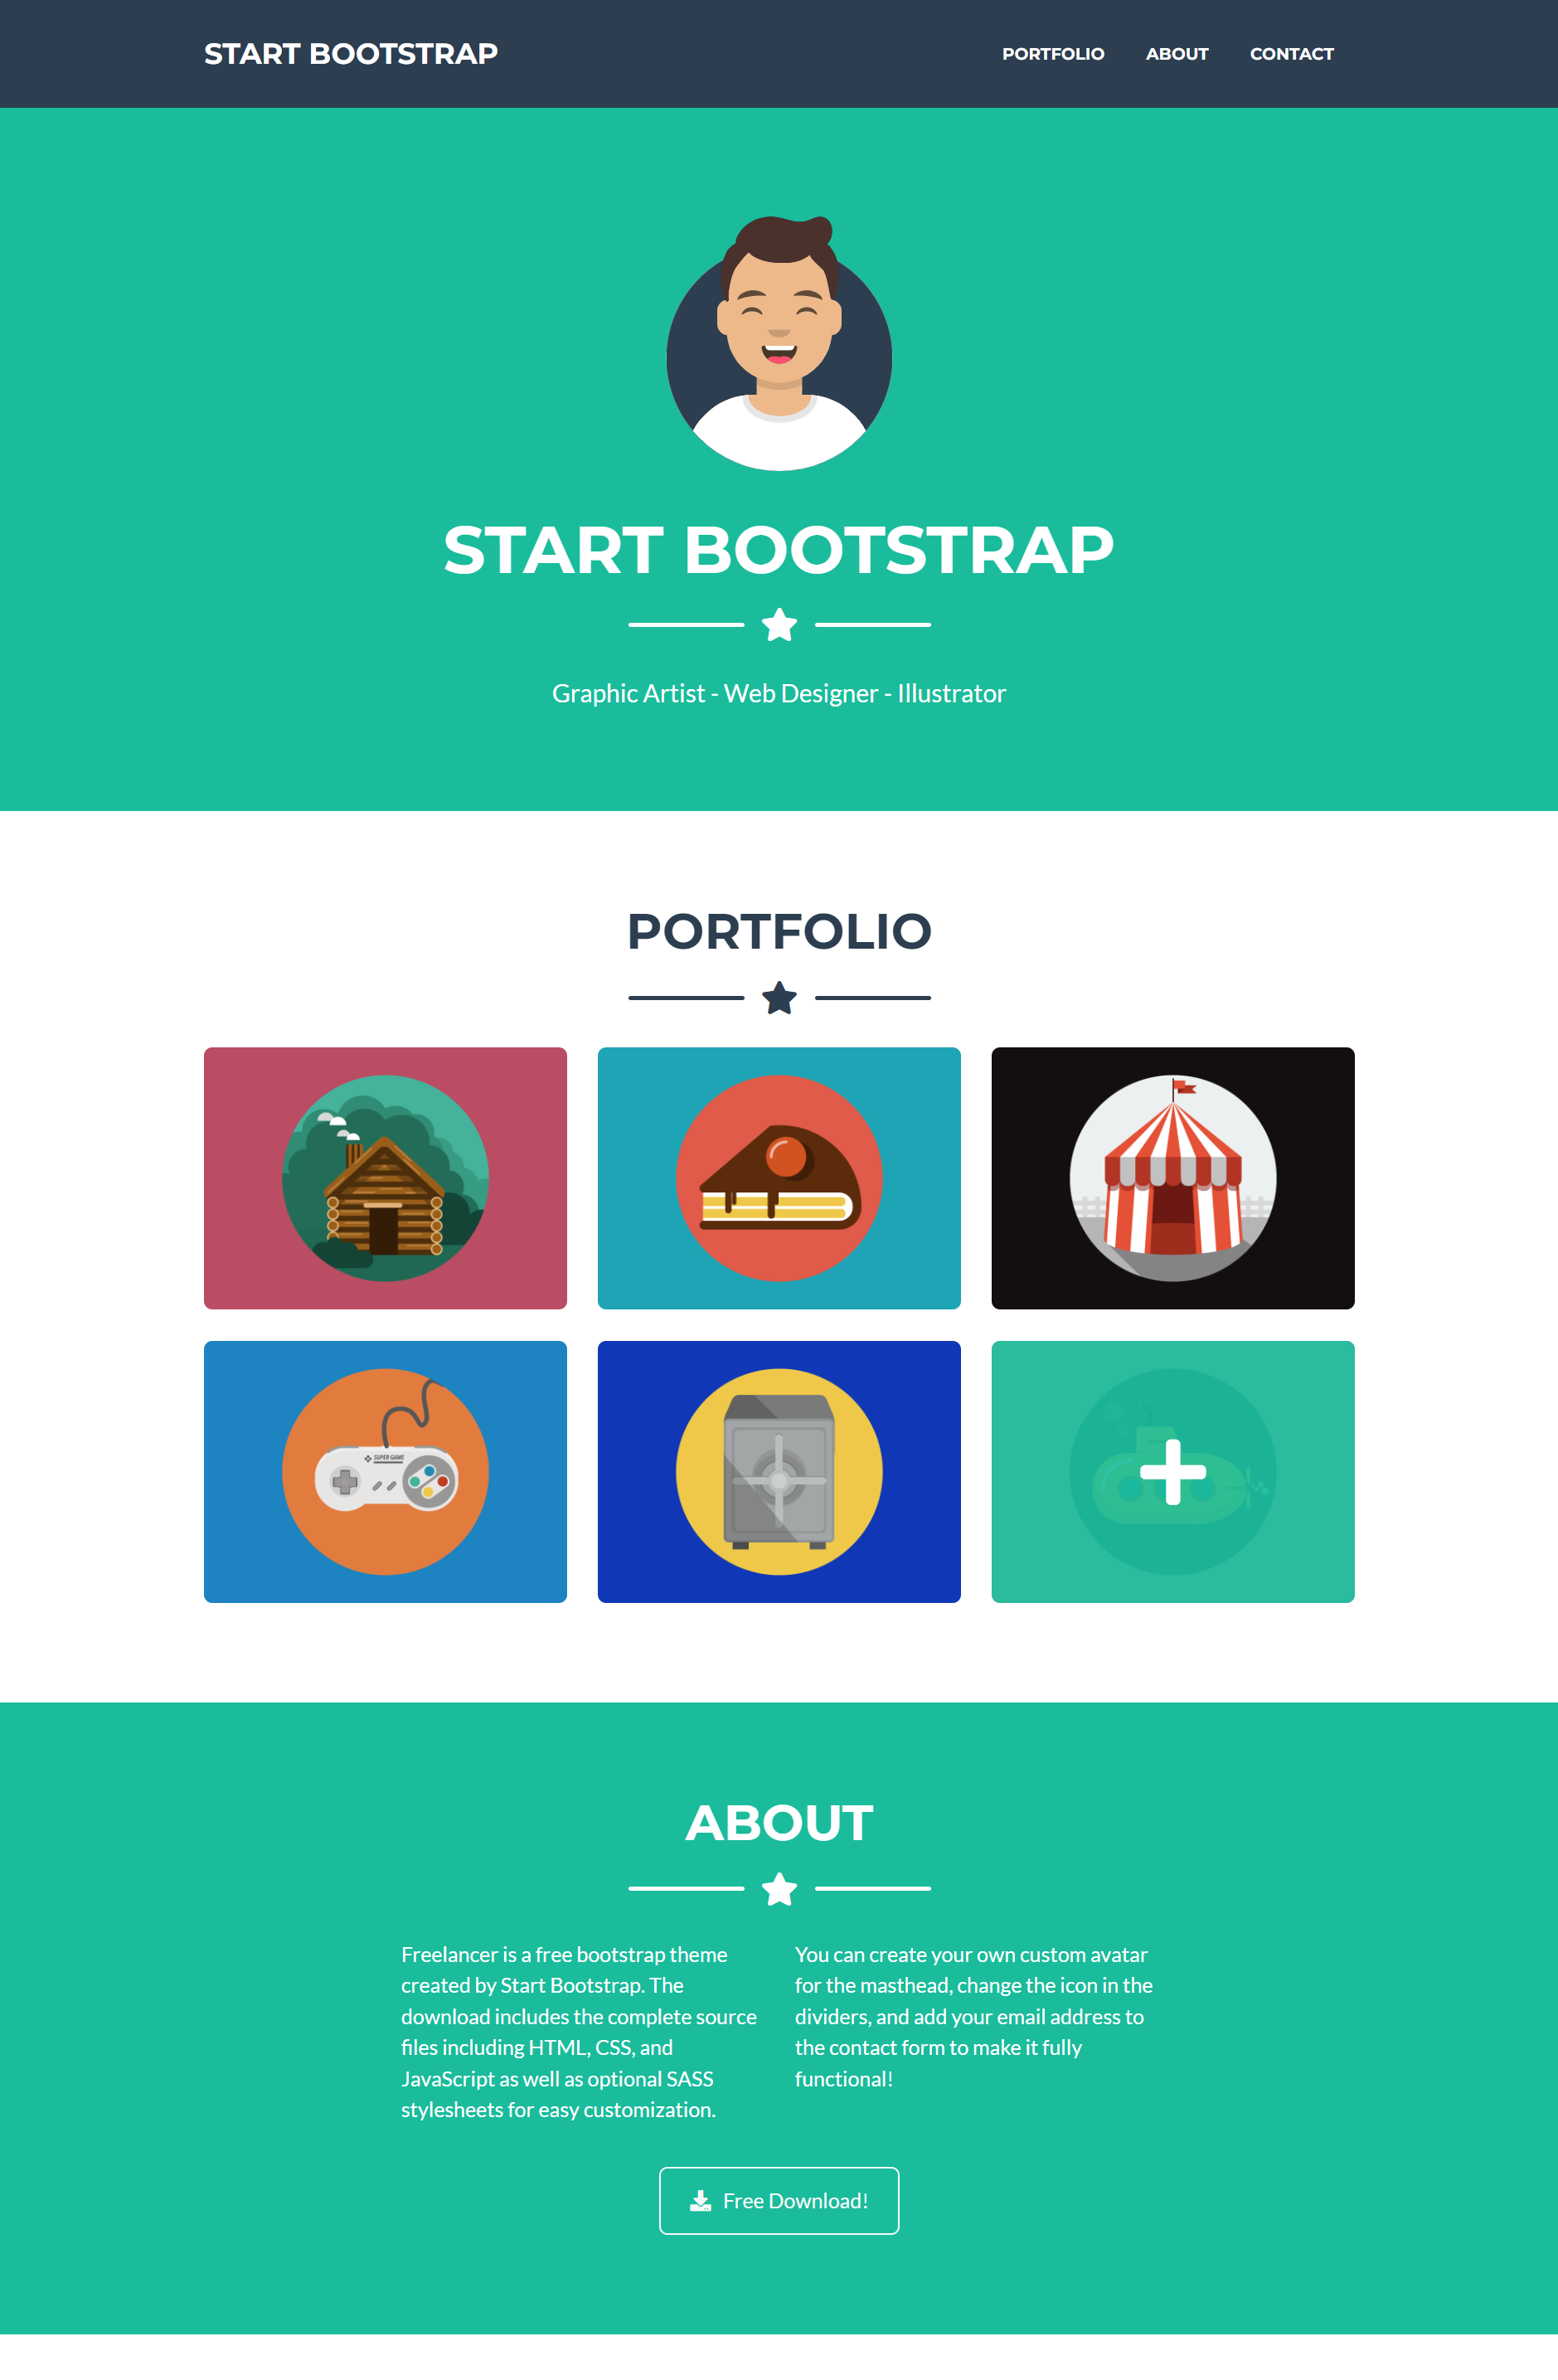 START BOOTSTRAP
PORTFOLIO ABOUT CONTACT
START BOOTSTRAP
Graphic Artist - Web Designer - Illustrator
PORTFOLIO
SUPER GAME
ABOUT
Freelancer is a free bootstrap theme
created by Start Bootstrap. The
download includes the complete source
files including HTML, CSS, and
JavaScript as well as optional SASS
stylesheets for easy customization.
You can create your own custom avatar
for the masthead, change the icon in the
dividers, and add your email address to
the contact form to make it fully
functional!
Free Download!